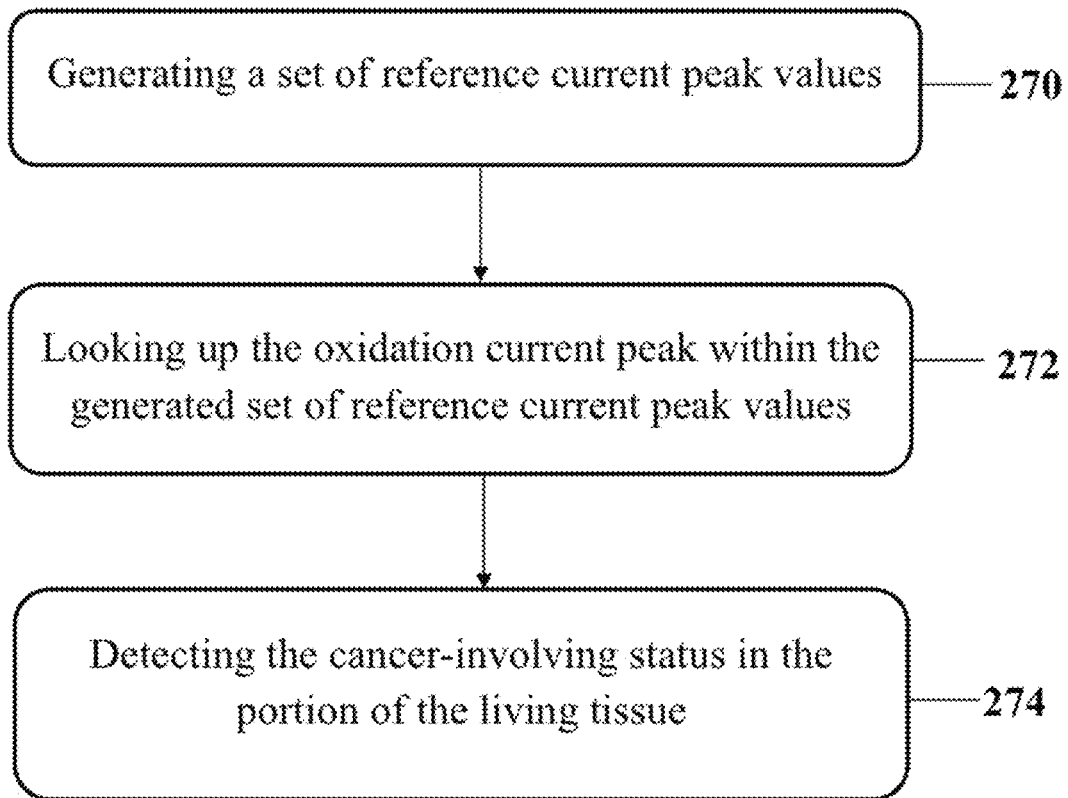 Generating a set of reference current peak values
270
Looking up the oxidation current peak within the
generated set of reference current peak values
272
Detecting the cancer-involving status in the
portion of the living tissue
274